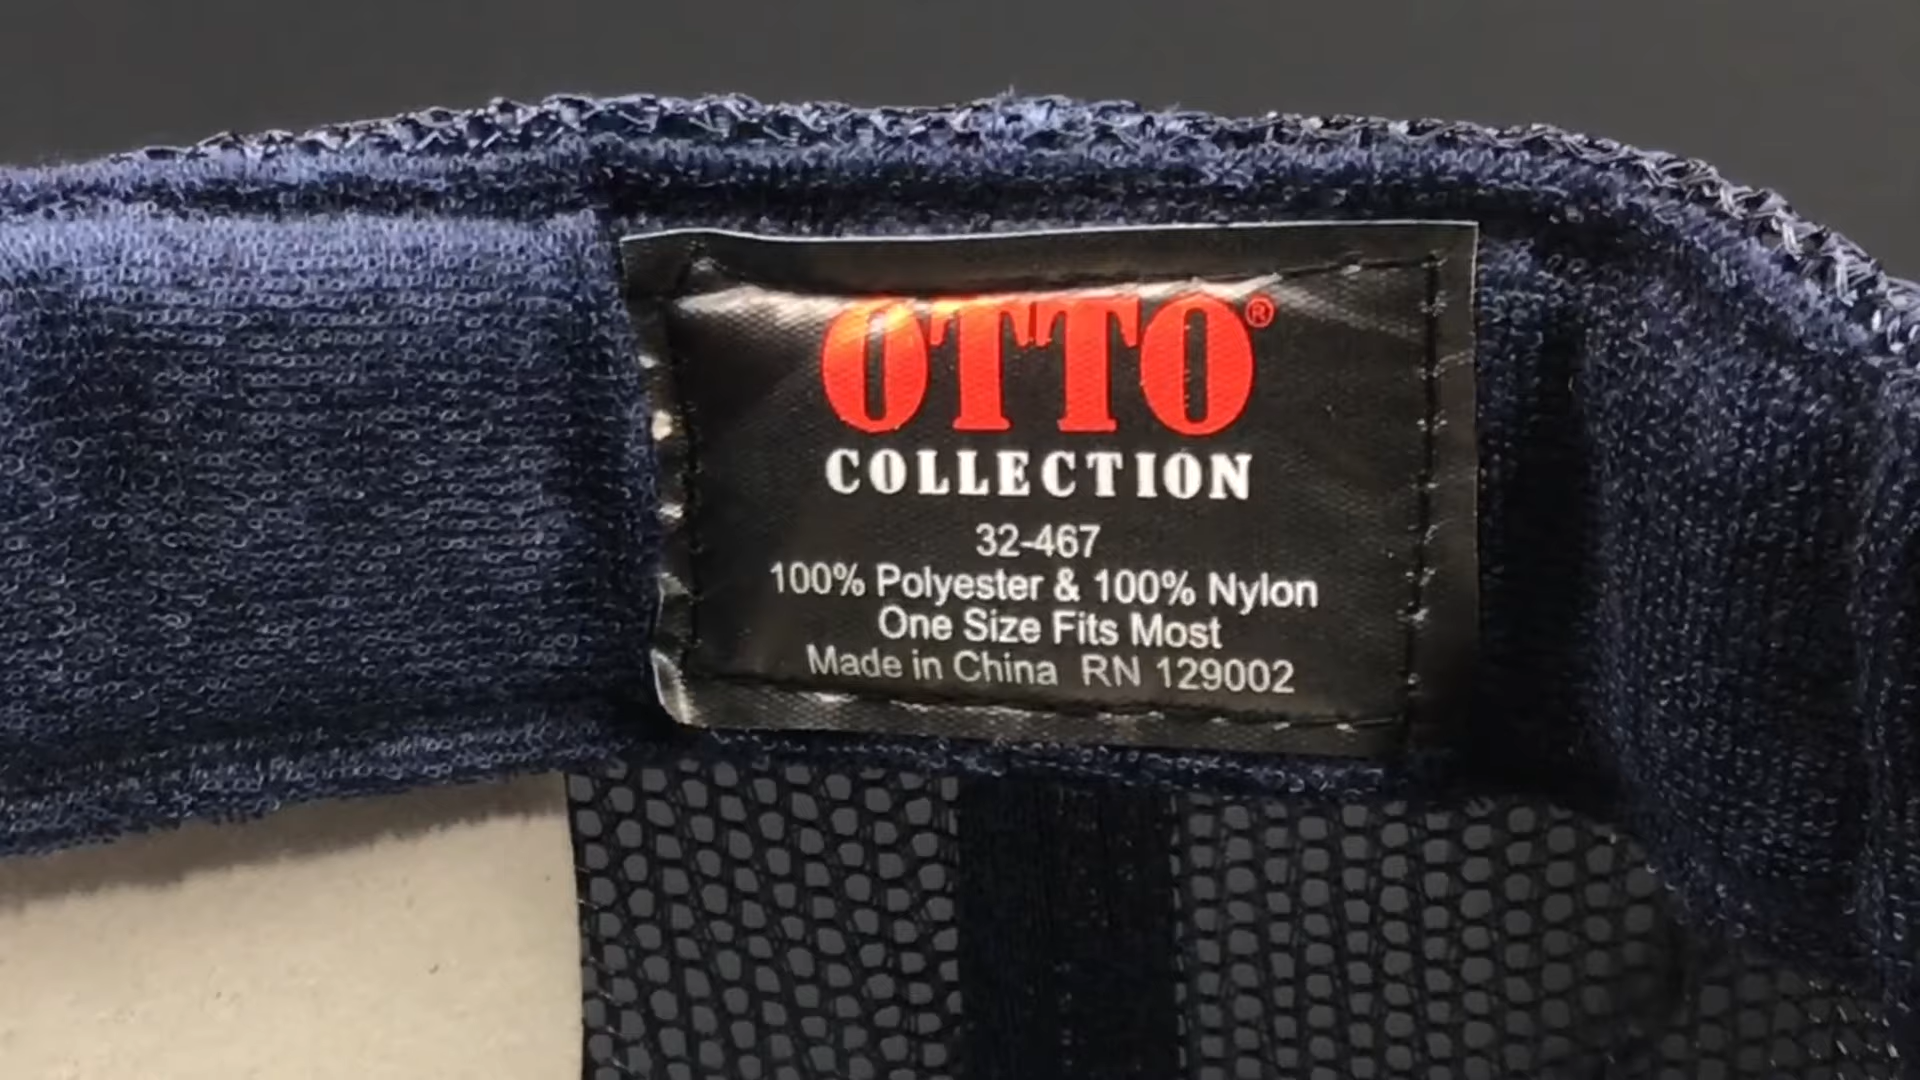 OTTO®
COLLECTION
32-467
100% Polyester & 100% Nylon
One Size Fits Most
Made in China RN 129002